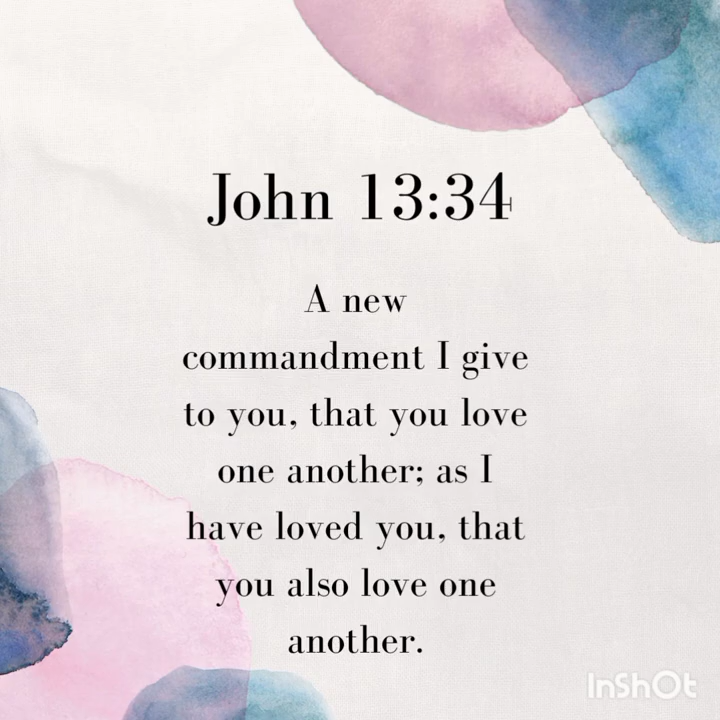 John 13:34
A new
commandment I give
to you, that you love
one another; as I
have loved you, that
you also love one
another.
InShOt